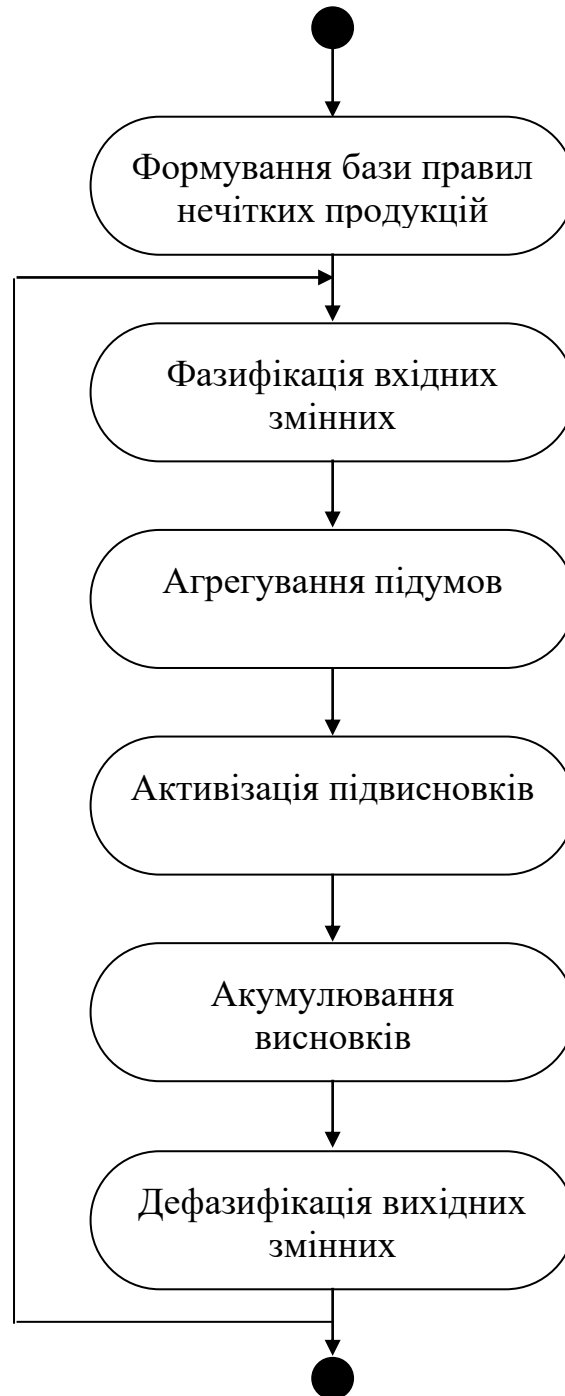 Формування бази правил
нечітких продукцій
Фазифікація вхідних
змінних
Агрегування підумов
Активізація підвисновків
Акумулювання
висновків
Дефазифікація вихідних
змінних